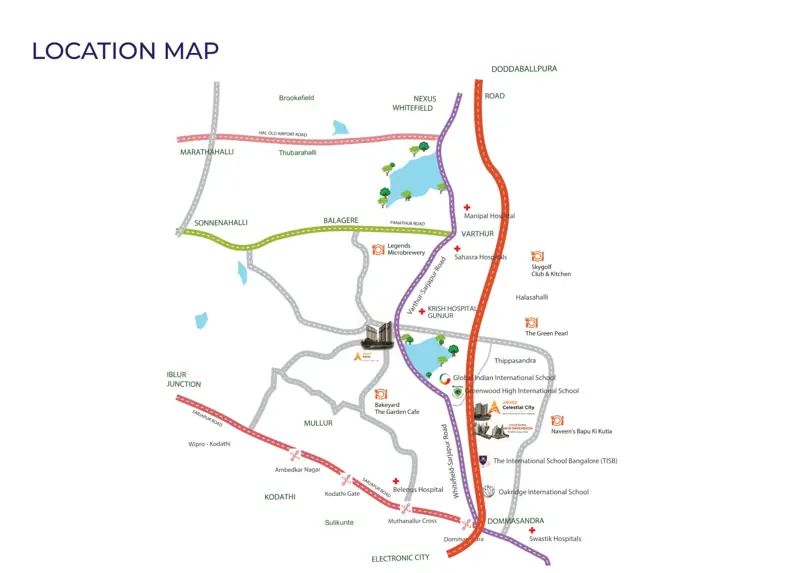 LOCATION MAP
DODDABALLPURA
ROAD
Brookefield
NEXUS
WHITEFIELD
HAL OLD AIRPORT ROAD
MARATHAHALLI
Thubarahalli
Manipal Hospital
SONNENAHALLI
BALAGERE
PANATHUR ROAD
VARTHUR
Legends
Microbrewery
Sahasra Hospitals
Varthur-Sarjapur Road
Skygolf
Club & Kitchen
Halasahalli
KRISH HOSPITAL
GUNJUR
The Green Pearl
Thippasandra
IBLUR
JUNCTION
Global Indian International School
Greenwood High International School
Bakeyard
The Garden Cafe
Celestial City
SARJAPUR ROAD
MULLUR
Naveen's Bapu Ki Kutia
Wipro - Kodathi
Whitefield-Sarjapur Road
The International School Bangalore (TISB)
Ambedkar Nagar
SARJAPUR ROAD
Belenus Hospital
Kodathi Gate
KODATHI
Oakridge International School
Sulikunte
Muthanallur Cross
DOMMASANDRA
Swastik Hospitals
ELECTRONIC CITY